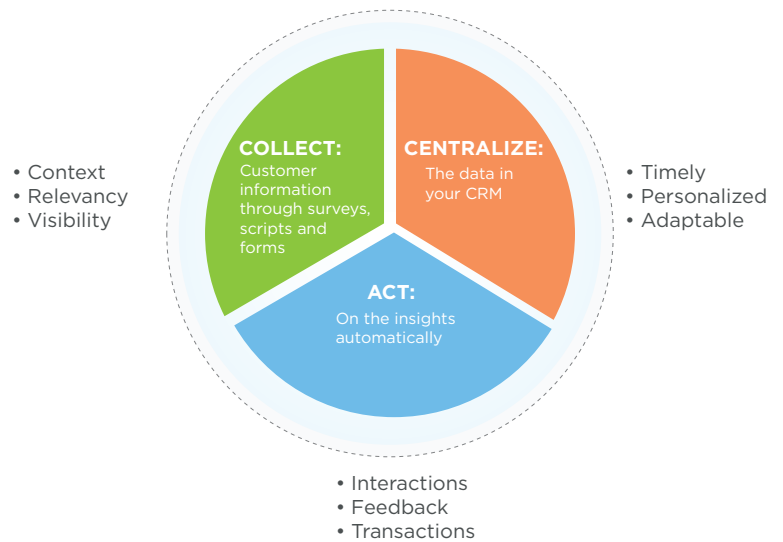 • Context
• Relevancy
• Visibility
COLLECT:
Customer
information
through surveys,
scripts and
forms
CENTRALIZE:
The data in
your CRM
• Timely
• Personalized
• Adaptable
ACT:
On the insights
automatically
• Interactions
• Feedback
• Transactions